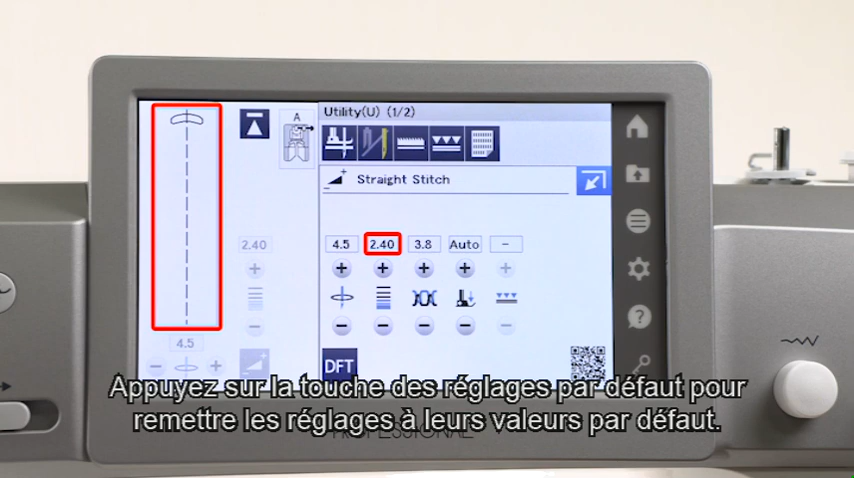 A
Utility(U) (1/2)
Straight Stitch
2.40
4.5 2.40 3.8 Auto -
4.5
DFT
Appuyez sur la touche des réglages par défaut pour
remettre les réglages à leurs valeurs par défaut.
PROFESSIONAL